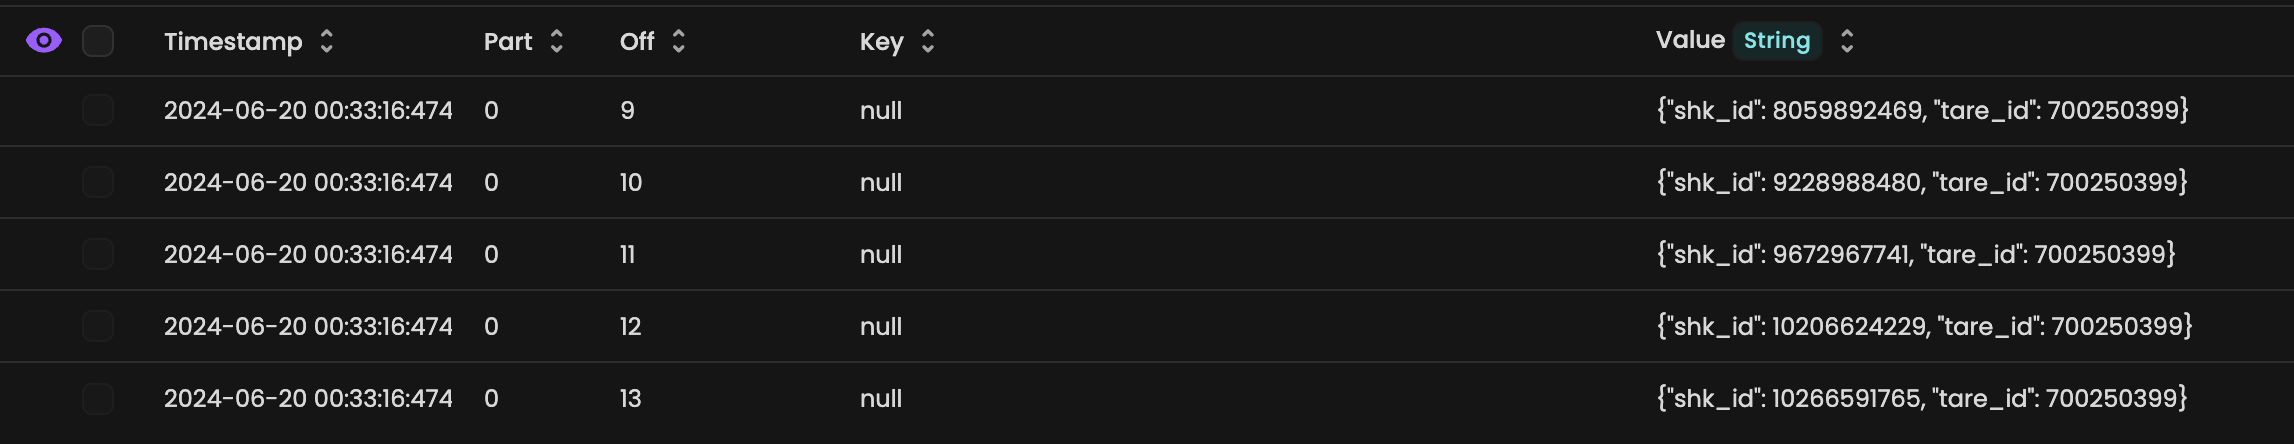 Timestamp Part Off Key Value String
2024-06-20 00:33:16:474 0 9 null {"shk_id": 8059892469, "tare_id": 700250399}
2024-06-20 00:33:16:474 0 10 null {"shk_id": 9228988480, "tare_id": 700250399}
2024-06-20 00:33:16:474 0 11 null {"shk_id": 9672967741, "tare_id": 700250399}
2024-06-20 00:33:16:474 0 12 null {"shk_id": 10206624229, "tare_id": 700250399}
2024-06-20 00:33:16:474 0 13 null {"shk_id": 10266591765, "tare_id": 700250399}